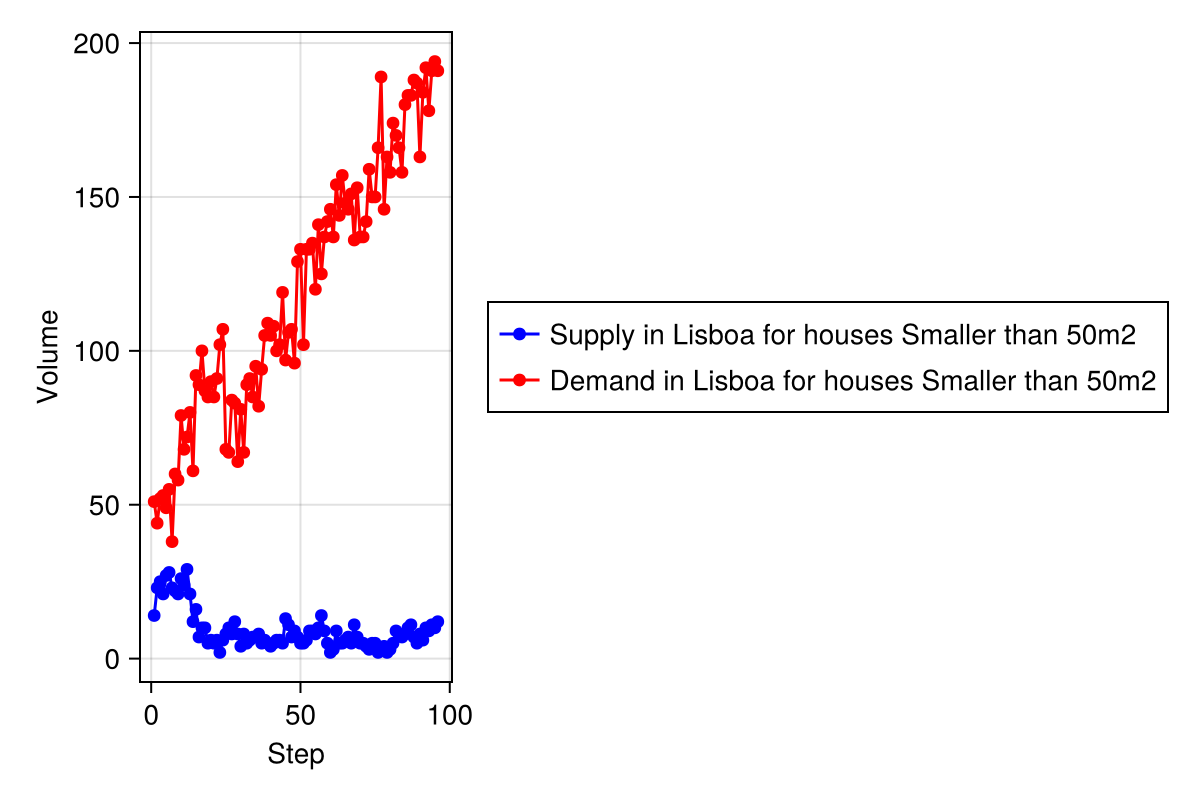 200
150
100
50
0
Volume
0 50 100
Step
Supply in Lisboa for houses Smaller than 50m2
Demand in Lisboa for houses Smaller than 50m2